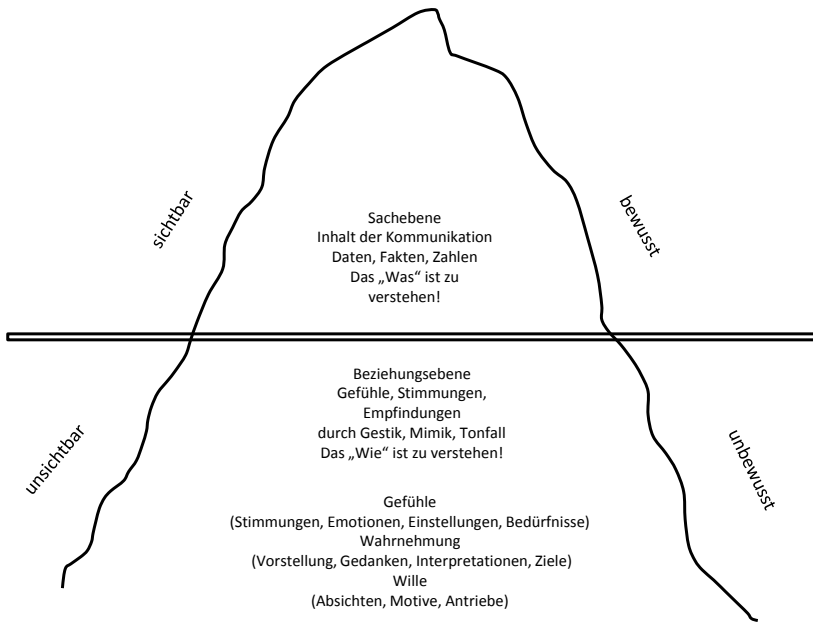 sichtbar
bewusst
Sachebene
Inhalt der Kommunikation
Daten, Fakten, Zahlen
Das „Was“ ist zu
verstehen!
Beziehungsebene
Gefühle, Stimmungen,
Empfindungen
durch Gestik, Mimik, Tonfall
Das „Wie“ ist zu verstehen!
unsichtbar
unbewusst
Gefühle
(Stimmungen, Emotionen, Einstellungen, Bedürfnisse)
Wahrnehmung
(Vorstellung, Gedanken, Interpretationen, Ziele)
Wille
(Absichten, Motive, Antriebe)